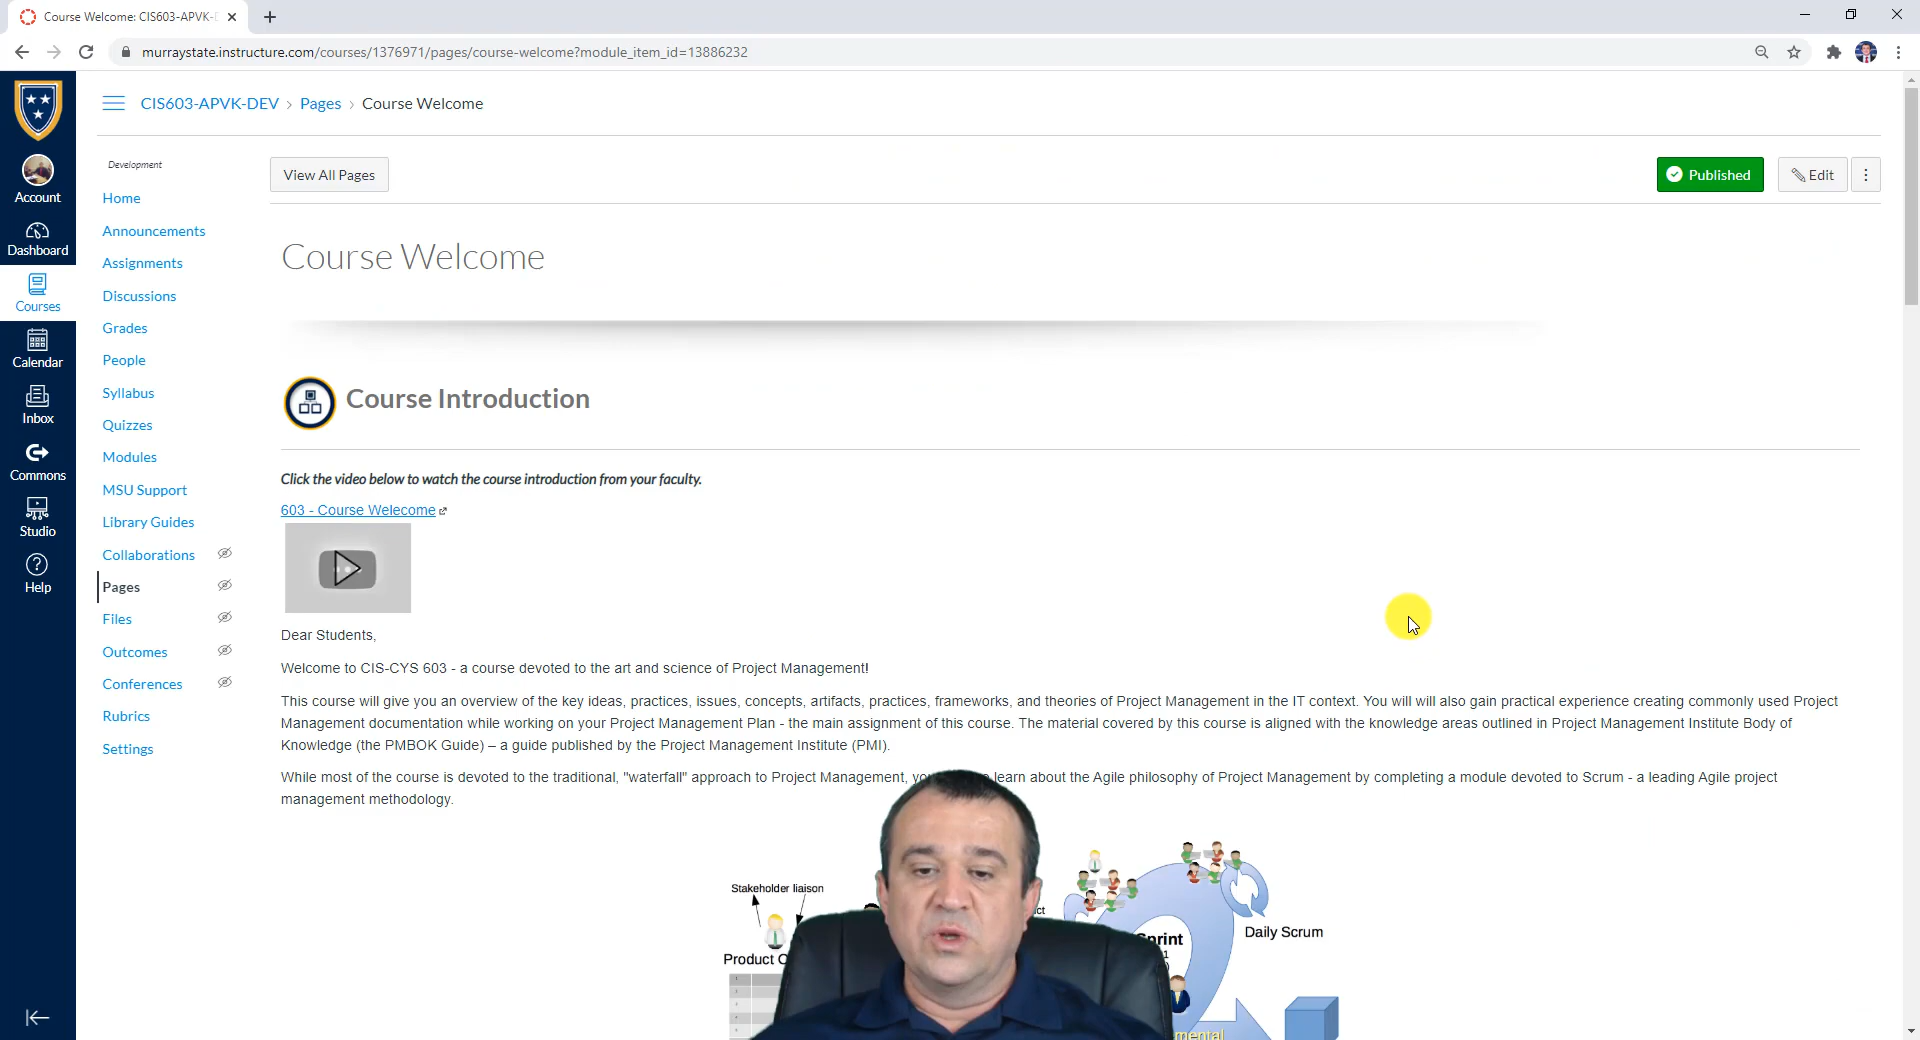 Course Welcome: CIS603-APVK-
murraystate.instructure.com/courses/1376971/pages/course-welcome?module_item_id=13886232
CIS603-APVK-DEV › Pages › Course Welcome
Development
View All Pages
Published
Edit
Account
Dashboard
Courses
Calendar
Inbox
Commons
Studio
Help
Home
Announcements
Assignments
Discussions
Grades
People
Syllabus
Quizzes
Modules
MSU Support
Library Guides
Collaborations
Pages
Files
Outcomes
Conferences
Rubrics
Settings
Course Welcome
Course Introduction
Click the video below to watch the course introduction from your faculty.
603 - Course Welecome
Dear Students,
Welcome to CIS-CYS 603 - a course devoted to the art and science of Project Management!
This course will give you an overview of the key ideas, practices, issues, concepts, artifacts, practices, frameworks, and theories of Project Management in the IT context. You will will also gain practical experience creating commonly used Project
Management documentation while working on your Project Management Plan - the main assignment of this course. The material covered by this course is aligned with the knowledge areas outlined in Project Management Institute Body of
Knowledge (the PMBOK Guide) – a guide published by the Project Management Institute (PMI).
While most of the course is devoted to the traditional, "waterfall" approach to Project Management, learn about the Agile philosophy of Project Management by completing a module devoted to Scrum - a leading Agile project
management methodology.
Stakeholder liaison
Product
Sprint
Daily Scrum